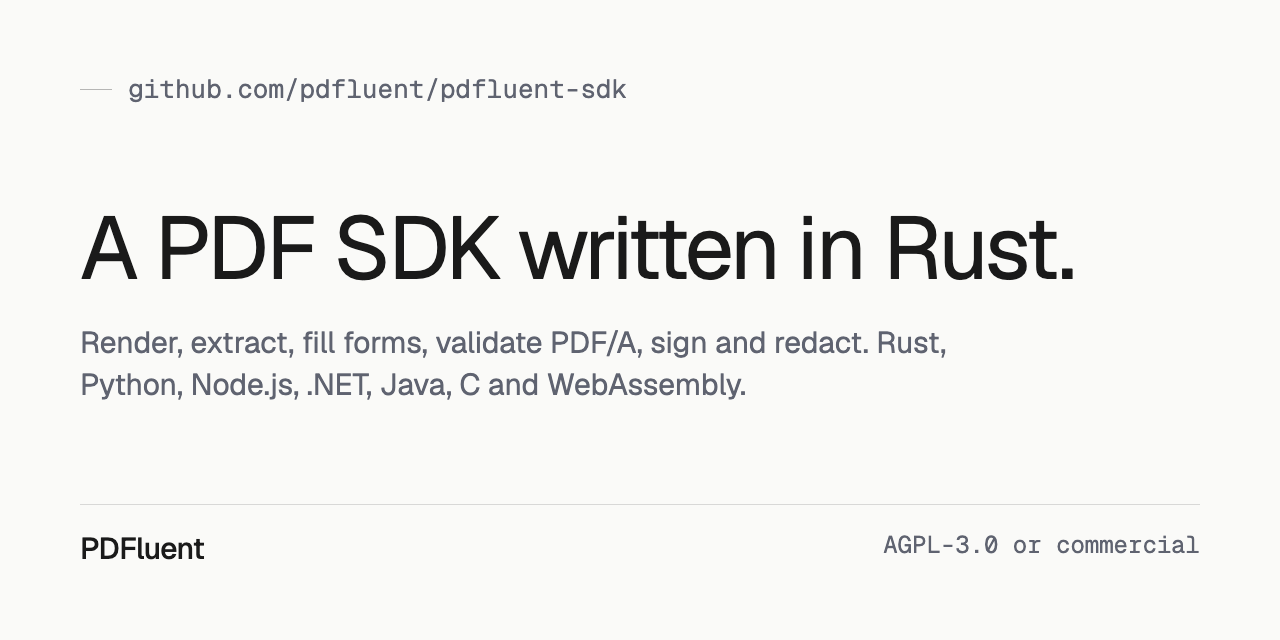 github.com/pdfluent/pdfluent-sdk
A PDF SDK written in Rust.
Render, extract, fill forms, validate PDF/A, sign and redact. Rust,
Python, Node.js, .NET, Java, C and WebAssembly.
PDFluent
AGPL-3.0 or commercial